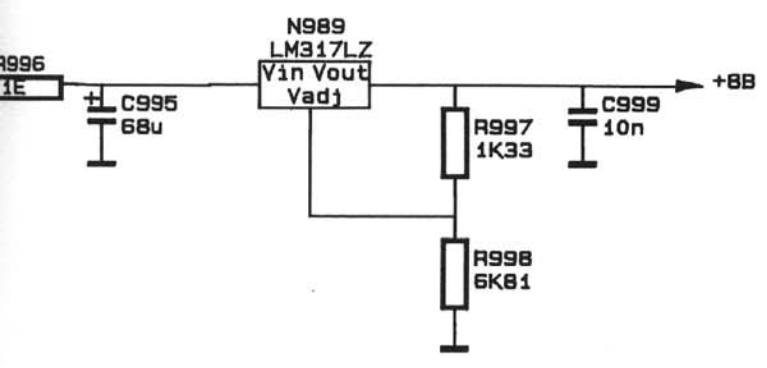 R996
1E
+
C995
68u
N989
LM317LZ
Vin Vout
Vadj
R997
1K33
C999
10n
+8B
R998
6K81